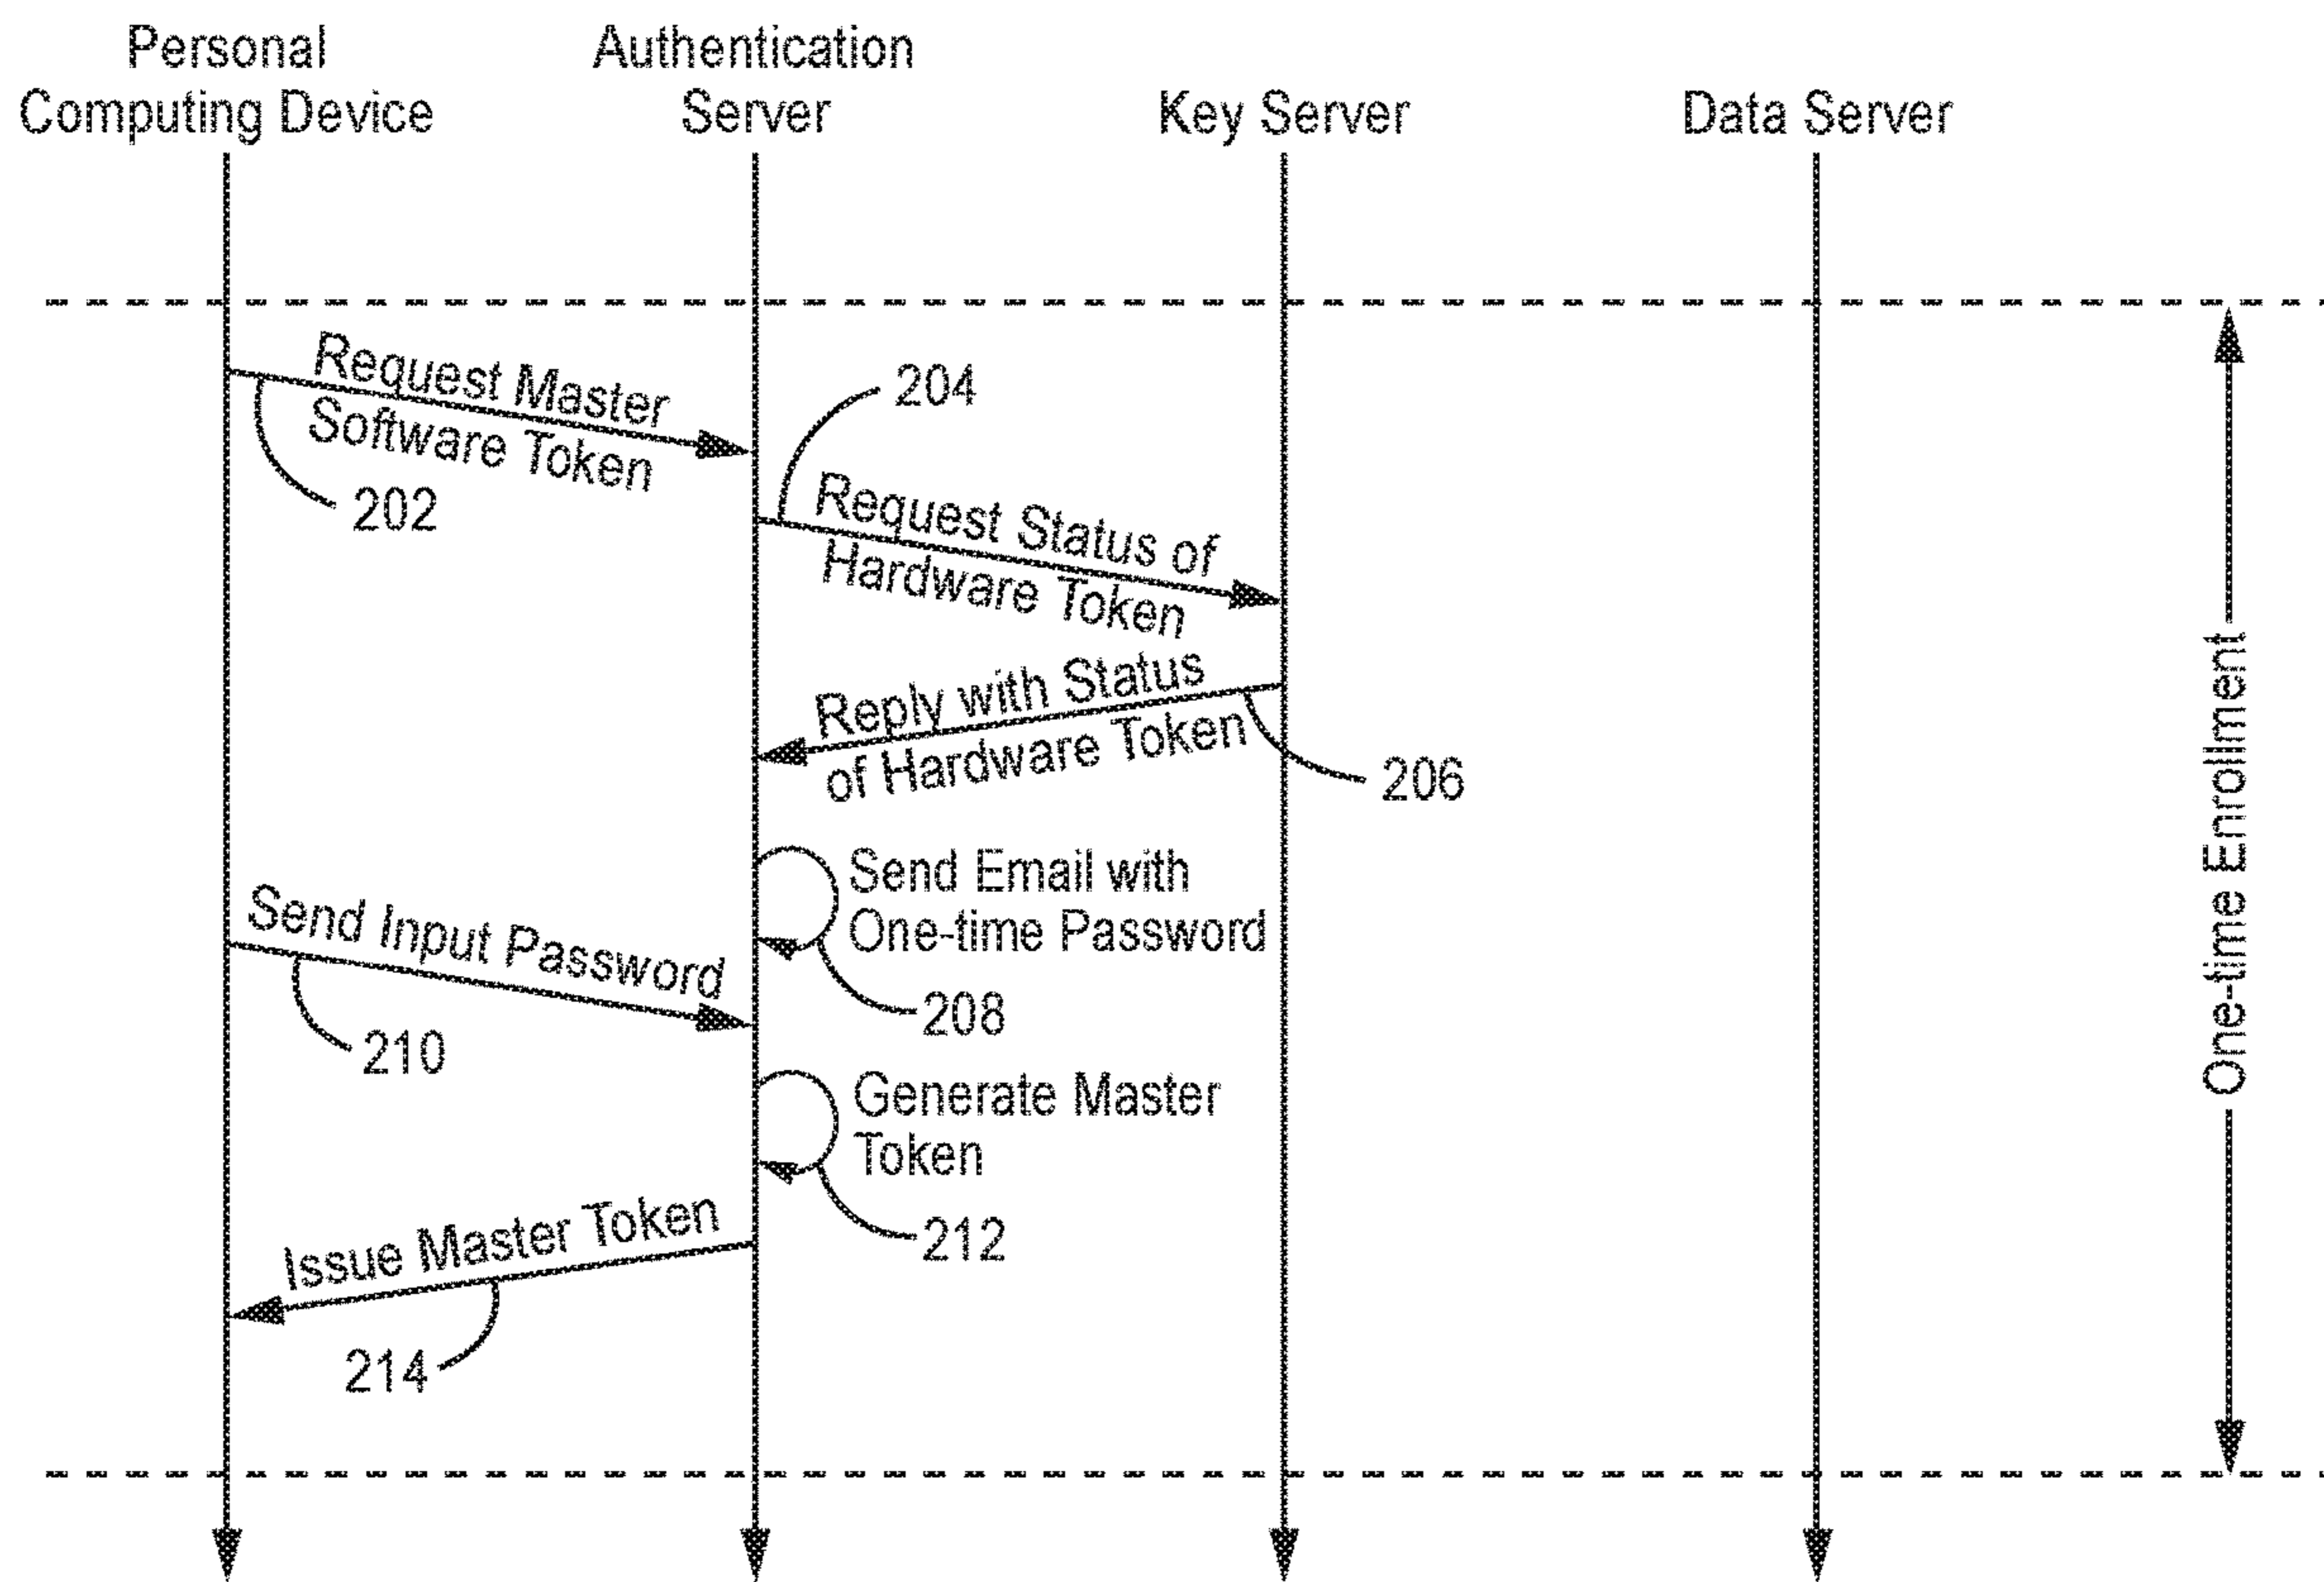 Personal
Computing Device
Authentication
Server
Key Server
Data Server
Request Master
Software Token
202
204
Request Status of
Hardware Token
Reply with Status
of Hardware Token
206
Send Email with
One-time Password
208
Send Input Password
210
Generate Master
Token
212
Issue Master Token
214
One-time Enrollment